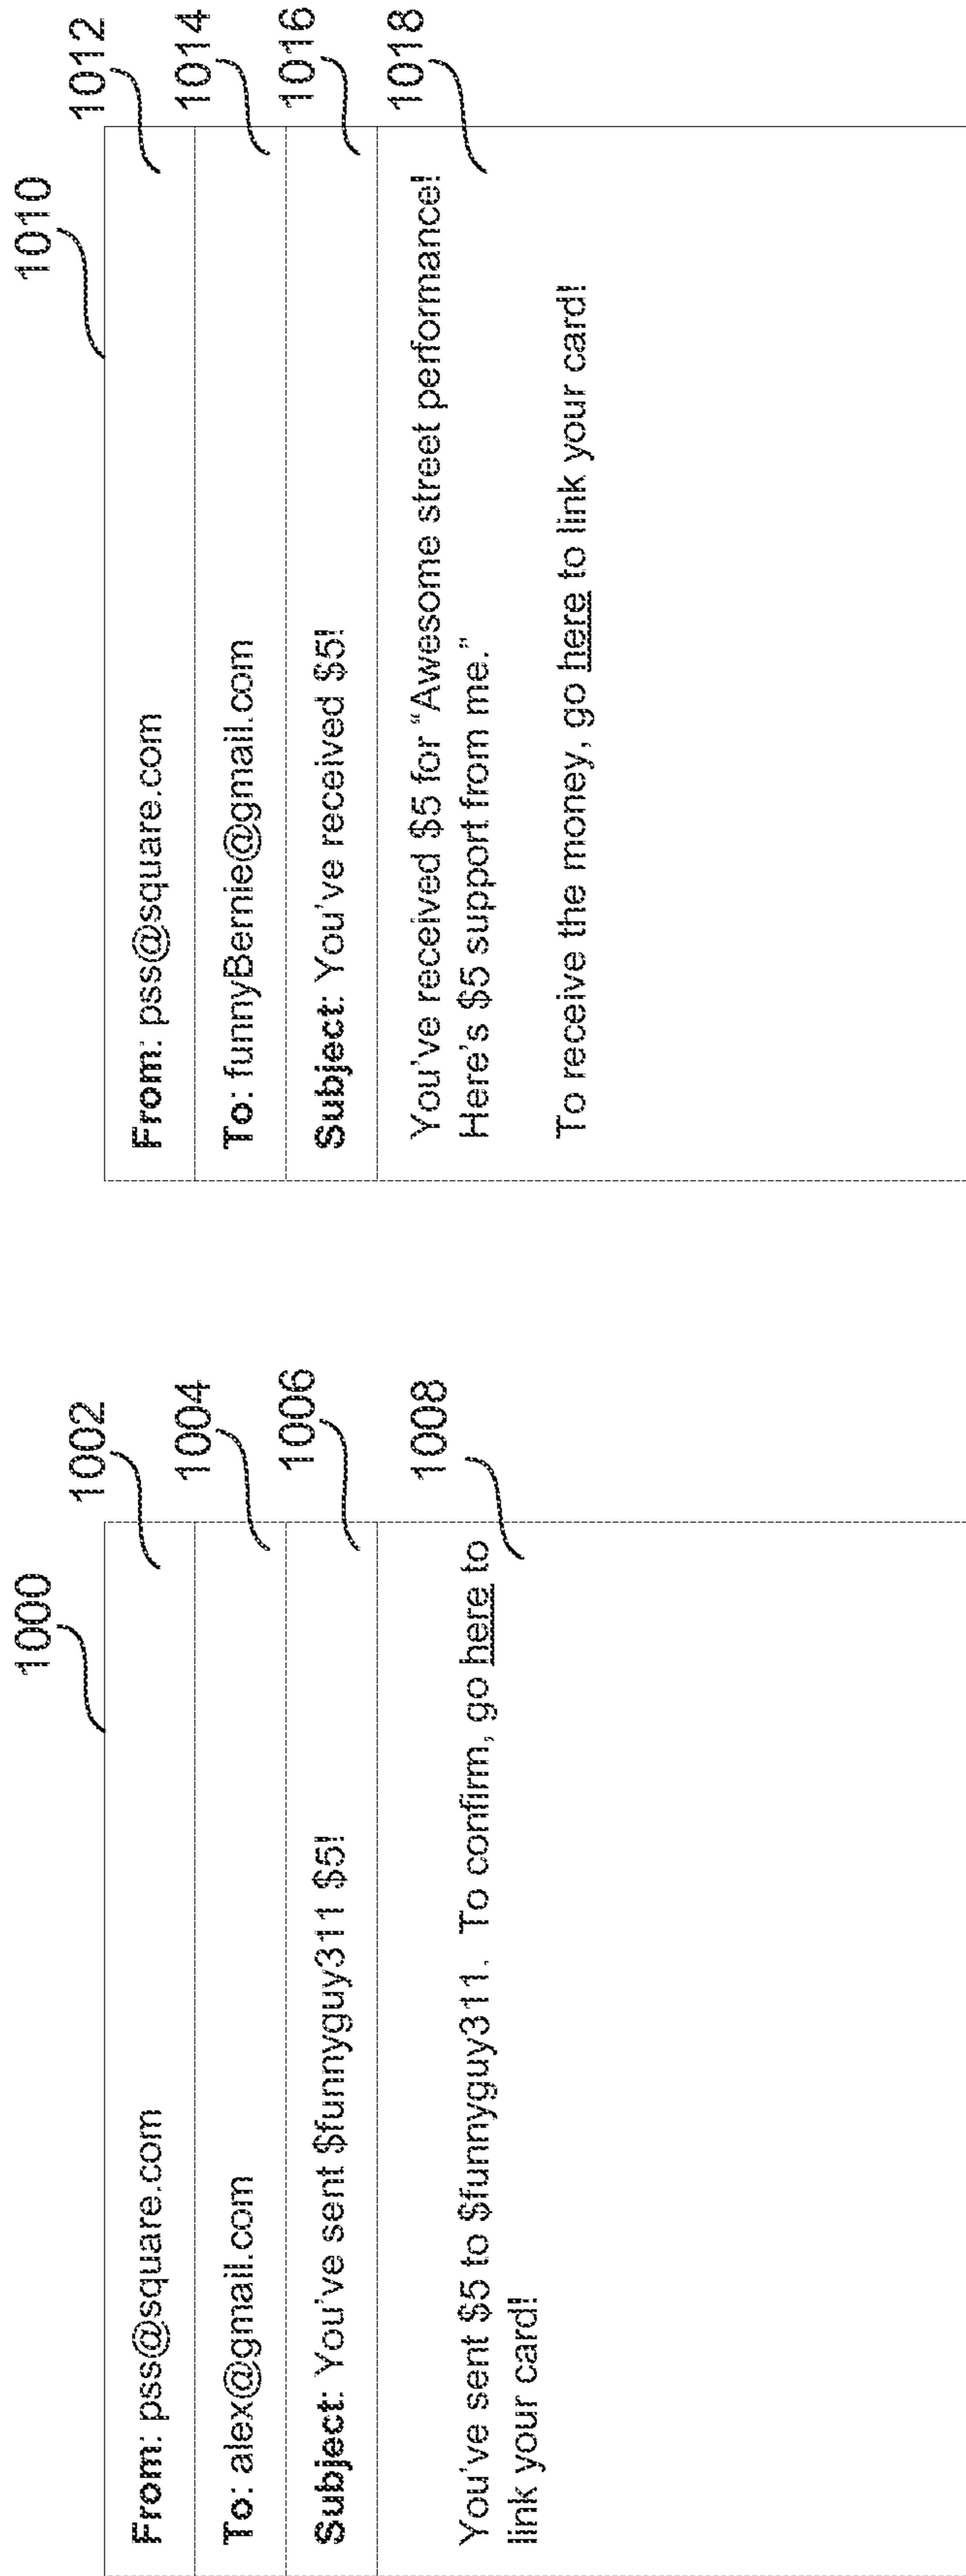 1000
1002
From: pss@square.com
1004
To: alex@gmail.com
1006
Subject: You've sent $funnyguy311 $5!
1008
You've sent $5 to $funnyguy311.  To confirm, go here to
link your card!
1010
1012
From: pss@square.com
1014
To: funnyBernie@gmail.com
1016
Subject: You've received $5!
1018
You've received $5 for “Awesome street performance!
Here's $5 support from me.”
To receive the money, go here to link your card!